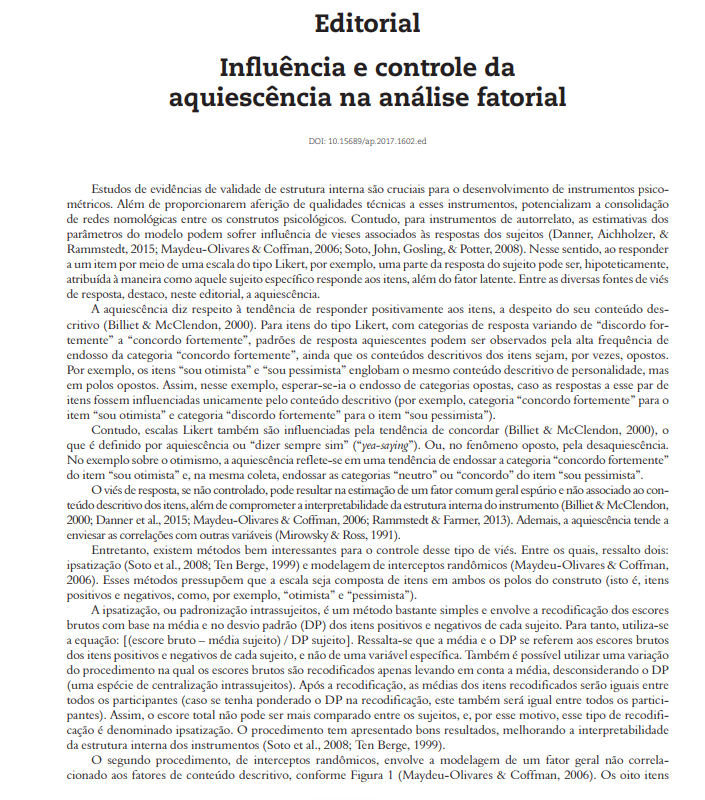 Editorial
Influência e controle da
aquiescência na análise fatorial
DOI: 10.15689/ap.2017.1602.ed
Estudos de evidências de validade de estrutura interna são cruciais para o desenvolvimento de instrumentos psico-
métricos. Além de proporcionarem aferição de qualidades técnicas a esses instrumentos, potencializam a consolidação
de redes nomológicas entre os construtos psicológicos. Contudo, para instrumentos de autorrelato, as estimativas dos
parâmetros do modelo podem sofrer influência de vieses associados às respostas dos sujeitos (Danner, Aichholzer, &
Rammstedt, 2015; Maydeu-Olivares & Coffman, 2006; Soto, John, Gosling, & Potter, 2008). Nesse sentido, ao responder
a um item por meio de uma escala do tipo Likert, por exemplo, uma parte da resposta do sujeito pode ser, hipoteticamente,
atribuída à maneira como aquele sujeito específico responde aos itens, além do fator latente. Entre as diversas fontes de viés
de resposta, destaco, neste editorial, a aquiescência.
A aquiescência diz respeito à tendência de responder positivamente aos itens, a despeito do seu conteúdo des-
critivo (Billiet & McClendon, 2000). Para itens do tipo Likert, com categorias de resposta variando de “discordo for-
temente” a “concordo fortemente”, padrões de resposta aquiescentes podem ser observados pela alta frequência de
endosso da categoria “concordo fortemente”, ainda que os conteúdos descritivos dos itens sejam, por vezes, opostos.
Por exemplo, os itens “sou otimista” e “sou pessimista” englobam o mesmo conteúdo descritivo de personalidade, mas
em polos opostos. Assim, nesse exemplo, esperar-se-ia o endosso de categorias opostas, caso as respostas a esse par de
itens fossem influenciadas unicamente pelo conteúdo descritivo (por exemplo, categoria “concordo fortemente” para o
item “sou otimista” e categoria “discordo fortemente” para o item “sou pessimista”).
Contudo, escalas Likert também são influenciadas pela tendência de concordar (Billiet & McClendon, 2000), o
que é definido por aquiescência ou “dizer sempre sim” (“yea-saying”). Ou, no fenômeno oposto, pela desaquiescência.
No exemplo sobre o otimismo, a aquiescência reflete-se em uma tendência de endossar a categoria “concordo fortemente”
do item “sou otimista” e, na mesma coleta, endossar as categorias “neutro” ou “concordo” do item “sou pessimista”.
O viés de resposta, se não controlado, pode resultar na estimação de um fator comum geral espúrio e não associado ao con-
teúdo descritivo dos itens, além de comprometer a interpretabilidade da estrutura interna do instrumento (Billiet & McClendon,
2000; Danner et al., 2015; Maydeu-Olivares & Coffman, 2006; Rammstedt & Farmer, 2013). Ademais, a aquiescência tende a
enviesar as correlações com outras variáveis (Mirowsky & Ross, 1991).
Entretanto, existem métodos bem interessantes para o controle desse tipo de viés. Entre os quais, ressalto dois:
ipsatização (Soto et al., 2008; Ten Berge, 1999) e modelagem de interceptos randômicos (Maydeu-Olivares & Coffman,
2006). Esses métodos pressupõem que a escala seja composta de itens em ambos os polos do construto (isto é, itens
positivos e negativos, como, por exemplo, “otimista” e “pessimista”).
A ipsatização, ou padronização intrassujeitos, é um método bastante simples e envolve a recodificação dos escores
brutos com base na média e no desvio padrão (DP) dos itens positivos e negativos de cada sujeito. Para tanto, utiliza-se
a equação: [(escore bruto – média sujeito) / DP sujeito]. Ressalta-se que a média e o DP se referem aos escores brutos
dos itens positivos e negativos de cada sujeito, e não de uma variável específica. Também é possível utilizar uma variação
do procedimento na qual os escores brutos são recodificados apenas levando em conta a média, desconsiderando o DP
(uma espécie de centralização intrassujeitos). Após a recodificação, as médias dos itens recodificados serão iguais entre
todos os participantes (caso se tenha ponderado o DP na recodificação, este também será igual entre todos os partici-
pantes). Assim, o escore total não pode ser mais comparado entre os sujeitos, e, por esse motivo, esse tipo de recodifi-
cação é denominado ipsatização. O procedimento tem apresentado bons resultados, melhorando a interpretabilidade
da estrutura interna dos instrumentos (Soto et al., 2008; Ten Berge, 1999).
O segundo procedimento, de interceptos randômicos, envolve a modelagem de um fator geral não correla-
cionado aos fatores de conteúdo descritivo, conforme Figura 1 (Maydeu-Olivares & Coffman, 2006). Os oito itens